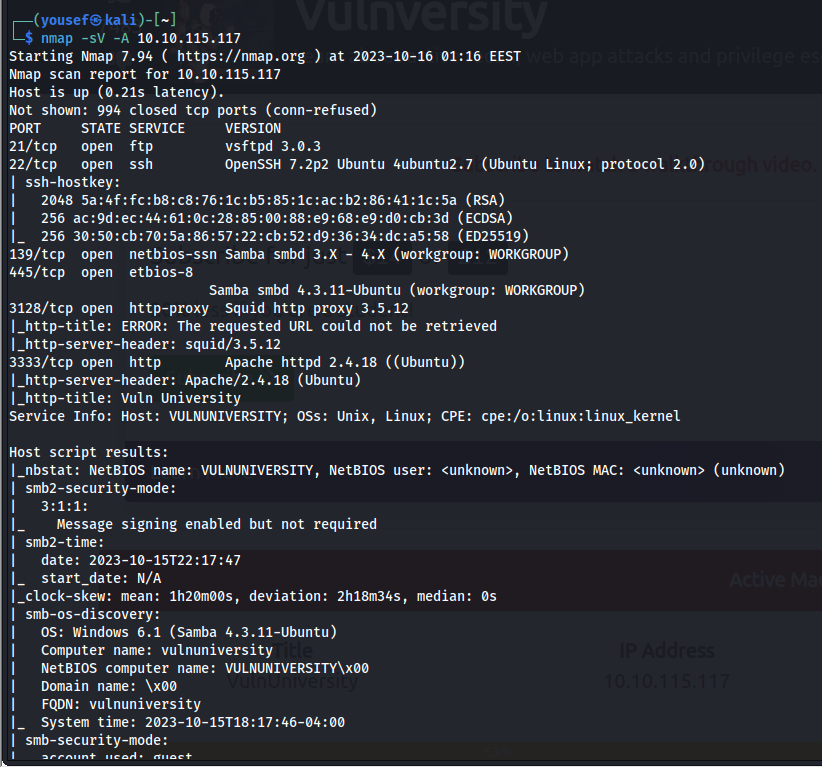 Vulnversity
web app attacks and privilege es
rough video.
┌──(yousef㉿kali)-[~]
└─$ nmap -sV -A 10.10.115.117
Starting Nmap 7.94 ( https://nmap.org ) at 2023-10-16 01:16 EEST
Nmap scan report for 10.10.115.117
Host is up (0.21s latency).
Not shown: 994 closed tcp ports (conn-refused)
PORT     STATE SERVICE     VERSION
21/tcp   open  ftp         vsftpd 3.0.3
22/tcp   open  ssh         OpenSSH 7.2p2 Ubuntu 4ubuntu2.7 (Ubuntu Linux; protocol 2.0)
| ssh-hostkey:
|   2048 5a:4f:fc:b8:c8:76:1c:b5:85:1c:ac:b2:86:41:1c:5a (RSA)
|   256 ac:9d:ec:44:61:0c:28:85:00:88:e9:68:e9:d0:cb:3d (ECDSA)
|_  256 30:50:cb:70:5a:86:57:22:cb:52:d9:36:34:dc:a5:58 (ED25519)
139/tcp  open  netbios-ssn Samba smbd 3.X - 4.X (workgroup: WORKGROUP)
445/tcp  open  etbios-8
                         Samba smbd 4.3.11-Ubuntu (workgroup: WORKGROUP)
3128/tcp open  http-proxy  Squid http proxy 3.5.12
|_http-title: ERROR: The requested URL could not be retrieved
|_http-server-header: squid/3.5.12
3333/tcp open  http        Apache httpd 2.4.18 ((Ubuntu))
|_http-server-header: Apache/2.4.18 (Ubuntu)
|_http-title: Vuln University
Service Info: Host: VULNUNIVERSITY; OSs: Unix, Linux; CPE: cpe:/o:linux:linux_kernel
Host script results:
|_nbstat: NetBIOS name: VULNUNIVERSITY, NetBIOS user: <unknown>, NetBIOS MAC: <unknown> (unknown)
| smb2-security-mode:
|   3:1:1:
|_    Message signing enabled but not required
| smb2-time:
|   date: 2023-10-15T22:17:47
|_  start_date: N/A
|_clock-skew: mean: 1h20m00s, deviation: 2h18m34s, median: 0s
| smb-os-discovery:
|   OS: Windows 6.1 (Samba 4.3.11-Ubuntu)
|   Computer name: vulnuniversity
|   NetBIOS computer name: VULNUNIVERSITY\x00
|   Domain name: \x00
|   FQDN: vulnuniversity
|_  System time: 2023-10-15T18:17:46-04:00
| smb-security-mode:
|   account_used: guest
Active Ma
Title
IP Address
VulnUniversity
10.10.115.117